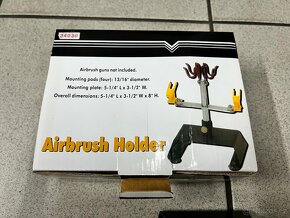 34030
Airbrush guns not included.
Mounting pads (four): 13/16" diameter.
Mounting plate: 5-1/4" L x 3-1/2" W.
Overall dimensions: 5-1/4" L x 3-1/2" W x 8" H.
Airbrush Holder